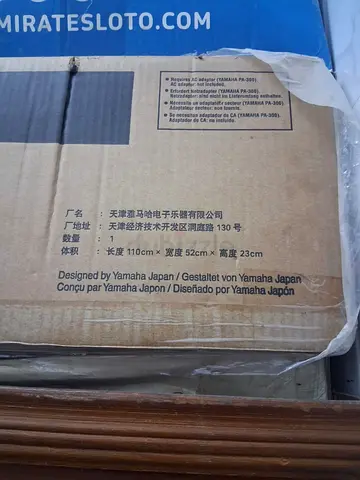 MIRATESLOTO.COM
● Requires AC adaptor (YAMAHA PA-300)
AC adaptor not included.
● Erfordert Netzadapter (YAMAHA PA-300).
Netzadapter sind nicht im Lieferumfang enthalten.
● Nécessite un adaptateur secteur (YAMAHA PA-300).
Adaptateur secteur non fourni.
● Se necesitas adaptador de CA (YAMAHA PA-300).
Adaptador de CA: no incluido.
厂名 : 天津雅马哈电子乐器有限公司
厂地址 : 天津经济技术开发区洞庭路 130 号
数量 : 1
体积 : 长度 110cm × 宽度 52cm × 高度 23cm
Designed by Yamaha Japan / Gestaltet von Yamaha Japan
Conçu par Yamaha Japon / Diseñado por Yamaha Japón